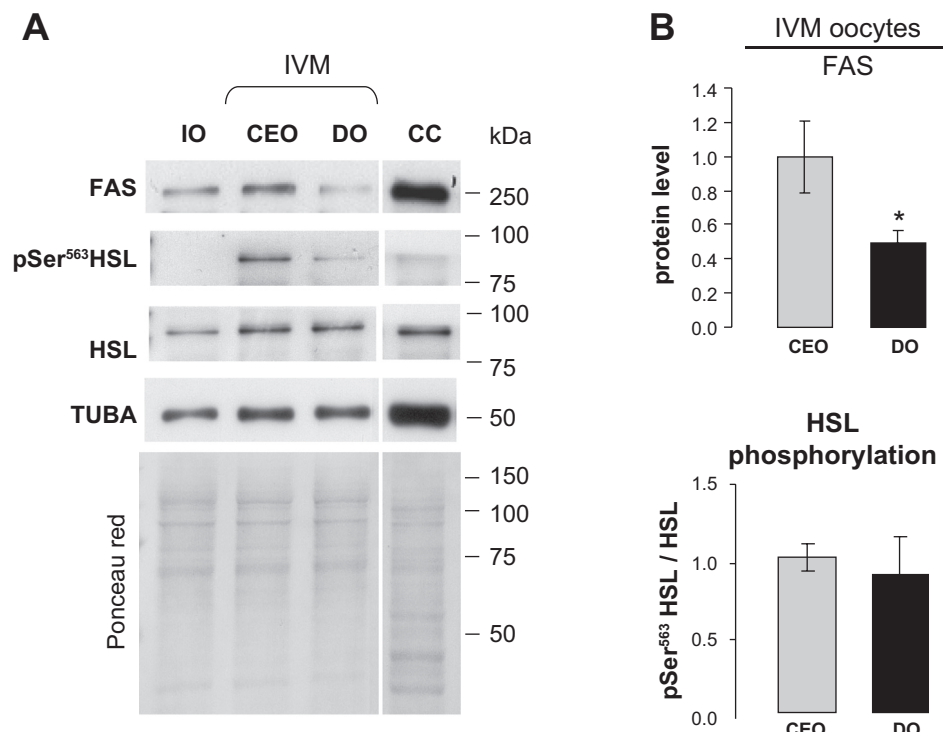 A
IVM
IO CEO DO CC kDa
FAS
250
pSer⁵⁶³HSL
100
75
HSL
100
75
TUBA
50
Ponceau red
150
100
75
50
B
IVM oocytes
FAS
protein level
1.4
1.2
1.0
0.8
0.6
0.4
0.2
0.0
*
CEO DO
HSL
phosphorylation
pSer⁵⁶³ HSL / HSL
1.5
1.0
0.5
0.0
CEO DO